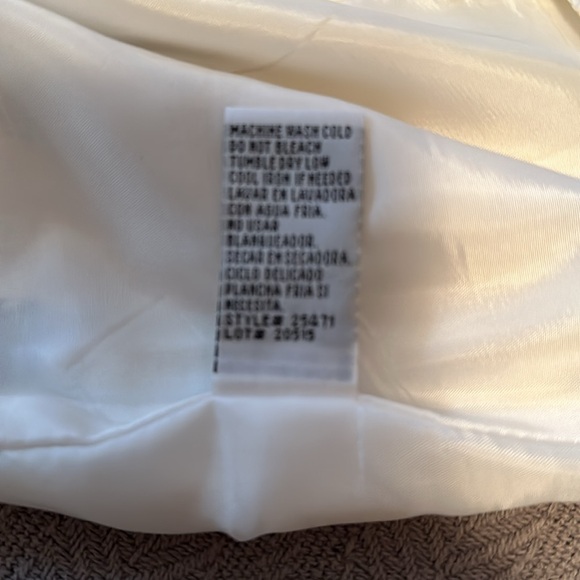 MACHINE WASH COLD
DO NOT BLEACH
TUMBLE DRY LOW
COOL IRON IF NEEDED
LAVAR EN LAVADORA
CON AGUA FRIA.
NO USAR
BLANQUEADOR.
SECAR EN SECADORA.
CICLO DELICADO
PLANCHA FRIA SI
NECESITA.
STYLE# 25471
LOT# 20515